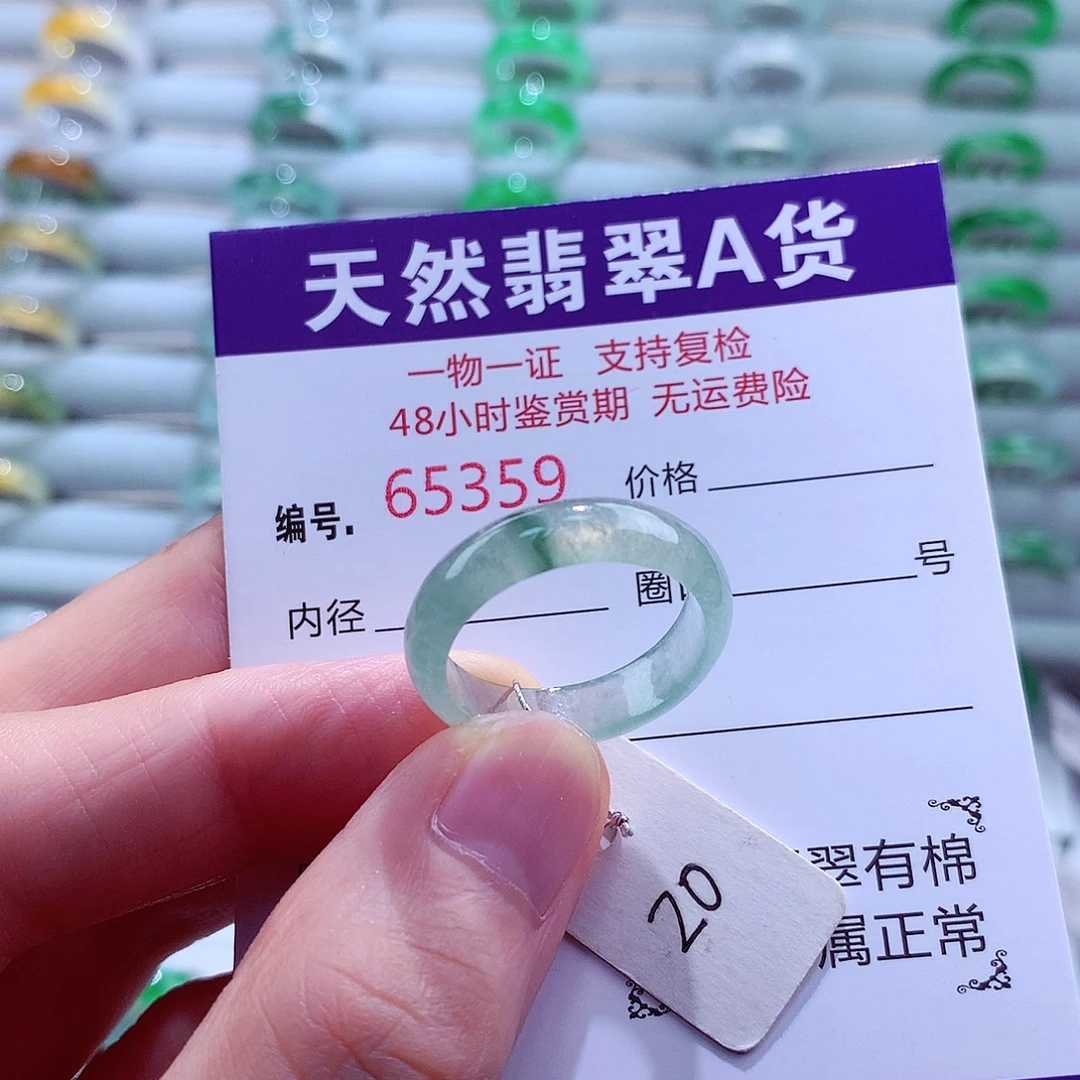 天然翡翠A货
一物一证 支持复检
48小时鉴赏期 无运费险
编号. 65359 价格
内径 圈 号
翠有棉
属正常
20